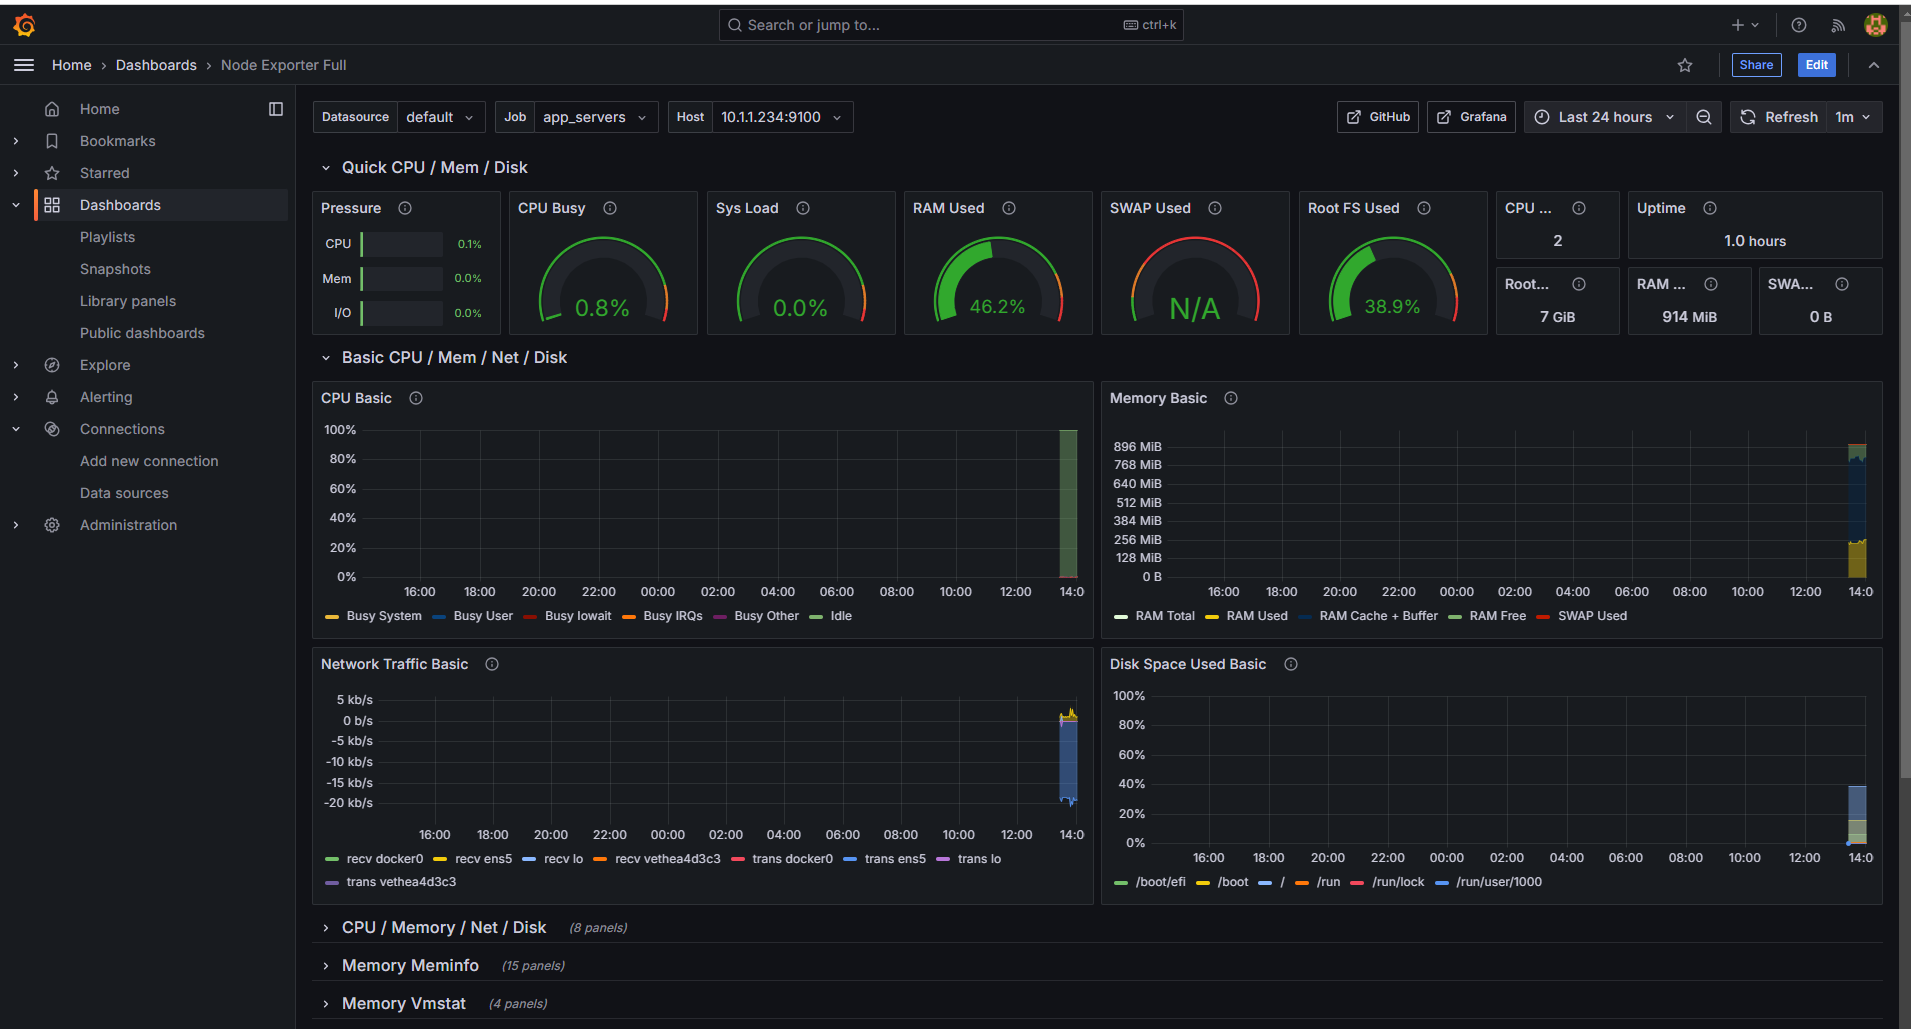 Search or jump to... ctrl+k
Home › Dashboards › Node Exporter Full
Share
Edit
Home
Bookmarks
Starred
Dashboards
Playlists
Snapshots
Library panels
Public dashboards
Explore
Alerting
Connections
Add new connection
Data sources
Administration
Datasource default Job app_servers Host 10.1.1.234:9100
GitHub Grafana Last 24 hours Refresh 1m
Quick CPU / Mem / Disk
Pressure
CPU 0.1%
Mem 0.0%
I/O 0.0%
CPU Busy
0.8%
Sys Load
0.0%
RAM Used
46.2%
SWAP Used
N/A
Root FS Used
38.9%
CPU ...
2
Uptime
1.0 hours
Root...
7 GiB
RAM ...
914 MiB
SWA...
0 B
Basic CPU / Mem / Net / Disk
CPU Basic
100%
80%
60%
40%
20%
0%
16:00 18:00 20:00 22:00 00:00 02:00 04:00 06:00 08:00 10:00 12:00 14:0
Busy System Busy User Busy Iowait Busy IRQs Busy Other Idle
Memory Basic
896 MiB
768 MiB
640 MiB
512 MiB
384 MiB
256 MiB
128 MiB
0 B
16:00 18:00 20:00 22:00 00:00 02:00 04:00 06:00 08:00 10:00 12:00 14:0
RAM Total RAM Used RAM Cache + Buffer RAM Free SWAP Used
Network Traffic Basic
5 kb/s
0 b/s
-5 kb/s
-10 kb/s
-15 kb/s
-20 kb/s
16:00 18:00 20:00 22:00 00:00 02:00 04:00 06:00 08:00 10:00 12:00 14:0
recv docker0 recv ens5 recv lo recv vethea4d3c3 trans docker0 trans ens5 trans lo
trans vethea4d3c3
Disk Space Used Basic
100%
80%
60%
40%
20%
0%
16:00 18:00 20:00 22:00 00:00 02:00 04:00 06:00 08:00 10:00 12:00 14:0
/boot/efi /boot / /run /run/lock /run/user/1000
CPU / Memory / Net / Disk (8 panels)
Memory Meminfo (15 panels)
Memory Vmstat (4 panels)